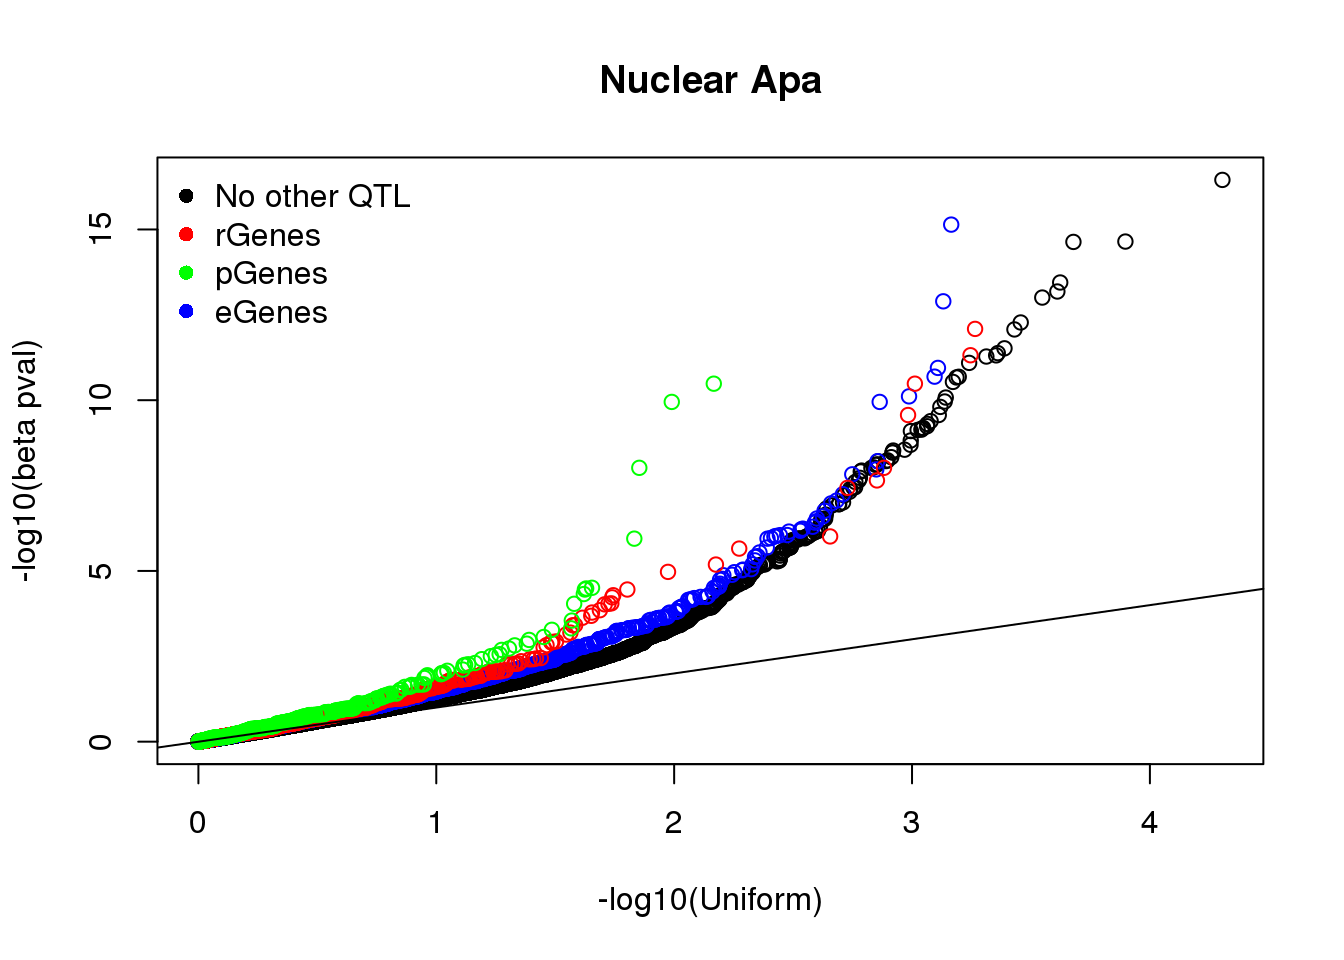 Nuclear Apa
No other QTL
rGenes
pGenes
eGenes
15
10
5
0
-log10(beta pval)
0 1 2 3 4
-log10(Uniform)